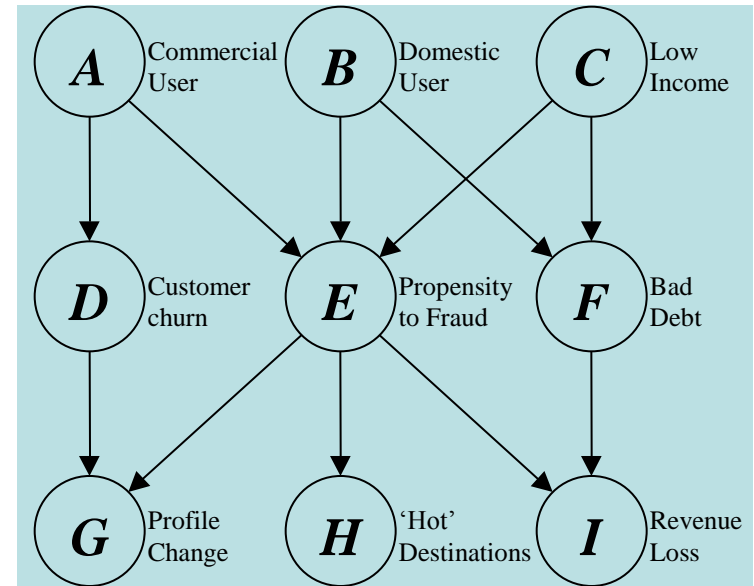 A Commercial User
B Domestic User
C Low Income
D Customer churn
E Propensity to Fraud
F Bad Debt
G Profile Change
H ‘Hot’ Destinations
I Revenue Loss